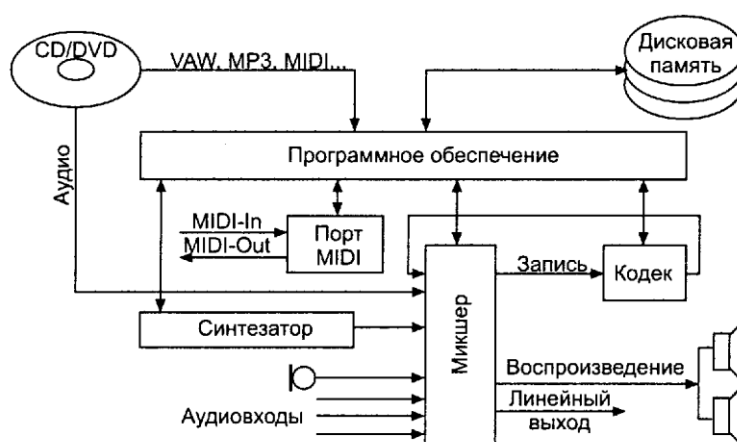 CD/DVD
VAW, MP3, MIDI...
Дисковая
память
Программное обеспечение
Аудио
MIDI-In
MIDI-Out
Порт
MIDI
Запись
Кодек
Синтезатор
Микшер
Воспроизведение
Линейный
выход
Аудиовходы